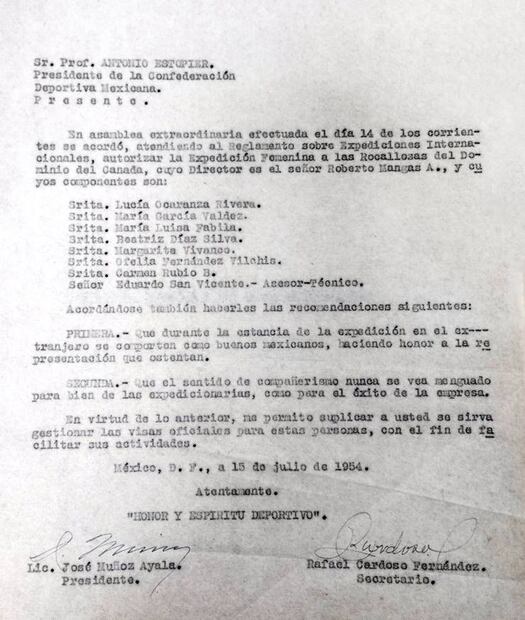 Sr. Prof. ANTONIO ESTOPIER.
Presidente de la Confederación
Deportiva Mexicana.
P r e s e n t e .
En asamblea extraordinaria efectuada el día 14 de los corrien-
tes se acordó, atendiendo al Reglamento sobre Expediciones Interna-
cionales, autorizar la Expedición Femenina a las Rocallozas del Do-
minio del Canada, cuyo Director es el señor Roberto Mangas A., y cu
yos componentes son:
Srita. Lucía Ocaranza Rivera.
Srita. María García Valdez.
Srita. María Luisa Fabila.
Srita. Beatriz Díaz Silva.
Srita. Margarita Vivanco.
Srita. Ofelia Fernández Vilchis.
Srita. Carmen Rubio B.
Señor Eduardo San Vicente.- Asesor-Técnico.
Acordándose también hacerles las recomendaciones siguientes:
PRIMERA.- Que durante la estancia de la expedición en el ex---
tranjero se comporten como buenos mexicanos, haciendo honor a la re
presentación que ostentan.
SEGUNDA.- Que el sentido de compañerismo nunca se vea menguado
para bien de las expedicionarias, como para el éxito de la empresa.
En virtud de lo anterior, me permito suplicar a usted se sirva
gestionar las visas oficiales para estas personas, con el fin de fa
cilitar sus actividades.
México, D. F., a 15 de julio de 1954.
Atentamente.
"HONOR Y ESPIRITU DEPORTIVO".
Lic. José Muñoz Ayala.
Presidente.
RCardoso
Rafael Cardoso Fernández.
Secretario.